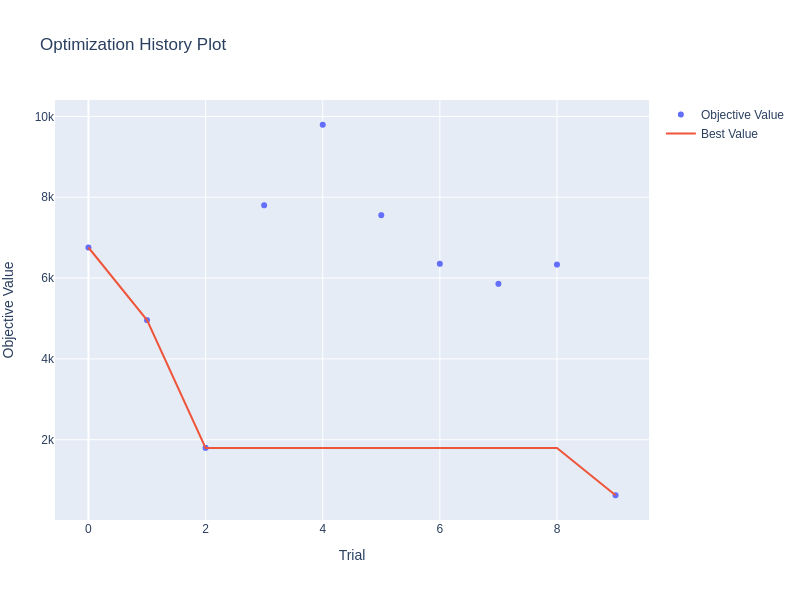 Optimization History Plot
Objective Value
Best Value
10k
8k
6k
4k
2k
Objective Value
0
2
4
6
8
Trial